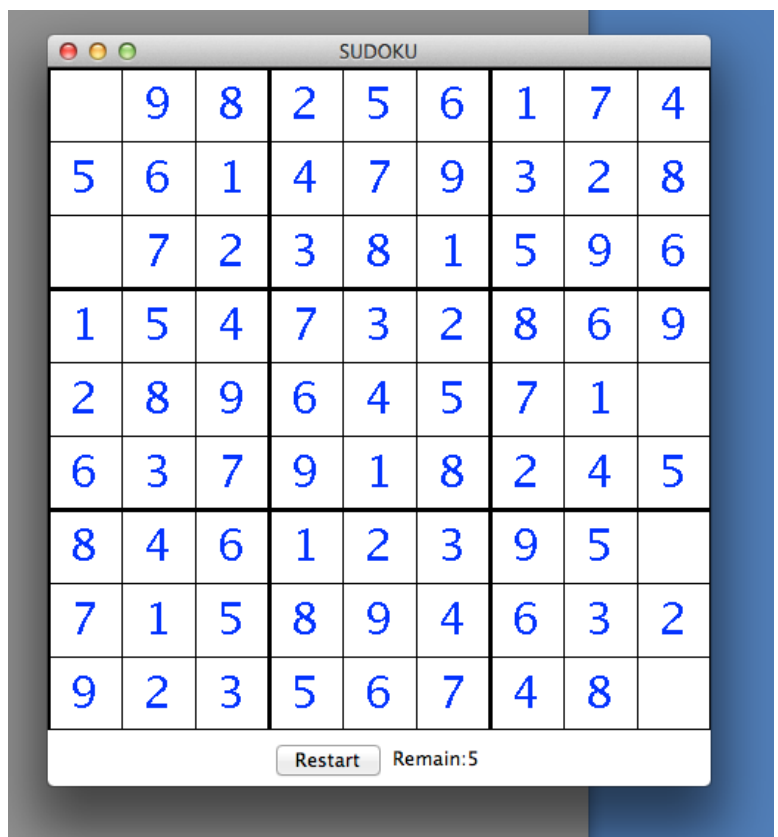 SUDOKU
9 8 2 5 6 1 7 4
5 6 1 4 7 9 3 2 8
7 2 3 8 1 5 9 6
1 5 4 7 3 2 8 6 9
2 8 9 6 4 5 7 1
6 3 7 9 1 8 2 4 5
8 4 6 1 2 3 9 5
7 1 5 8 9 4 6 3 2
9 2 3 5 6 7 4 8
Restart Remain:5